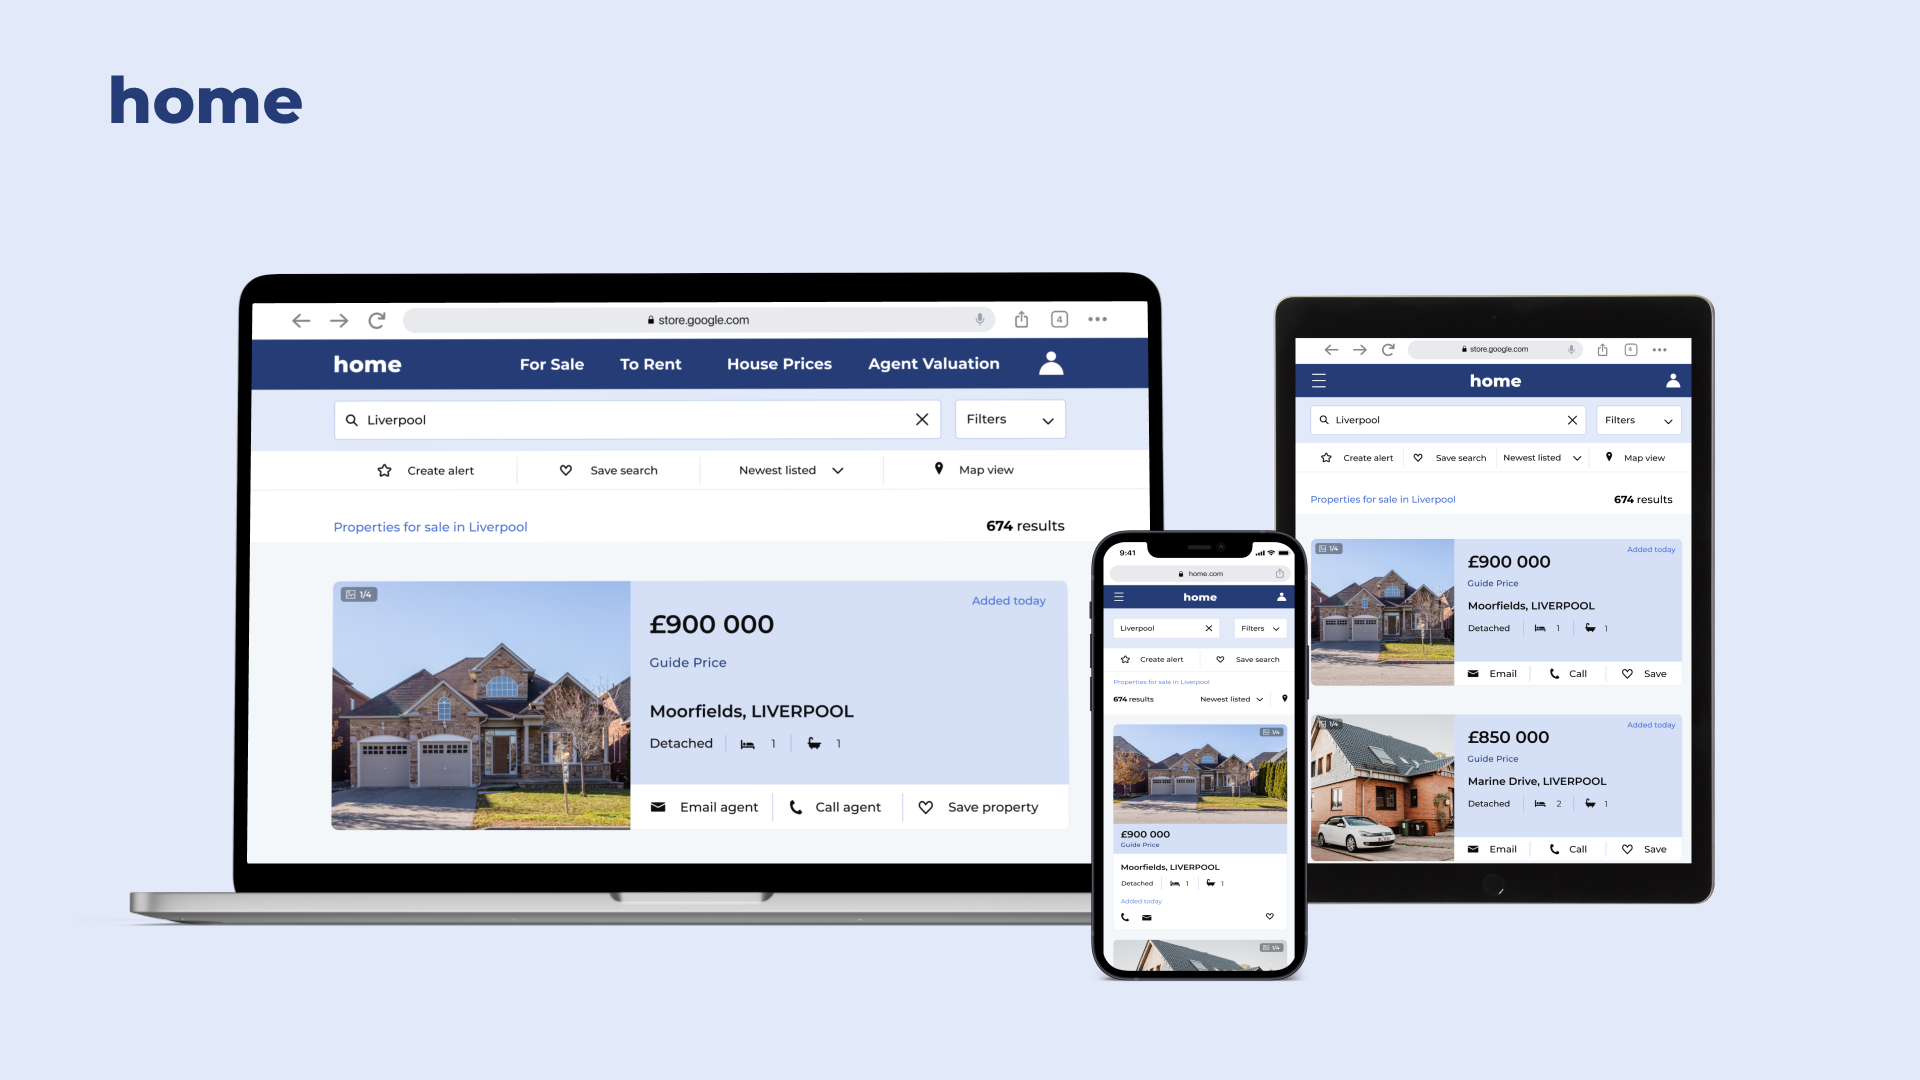 home
store.google.com 4
home For Sale To Rent House Prices Agent Valuation
Liverpool Filters
Create alert Save search Newest listed Map view
Properties for sale in Liverpool 674 results
1/4 Added today
£900 000
Guide Price
Moorfields, LIVERPOOL
Detached 1 1
Email agent Call agent Save property
9:41
home.com
home
Liverpool Filters
Create alert Save search
Properties for sale in Liverpool
674 results Newest listed
1/4
£900 000
Guide Price
Moorfields, LIVERPOOL
Detached 1 1
Added today
1/4
store.google.com 4
home
Liverpool Filters
Create alert Save search Newest listed Map view
Properties for sale in Liverpool 674 results
1/4 Added today
£900 000
Guide Price
Moorfields, LIVERPOOL
Detached 1 1
Email Call Save
1/4 Added today
£850 000
Guide Price
Marine Drive, LIVERPOOL
Detached 2 1
Email Call Save